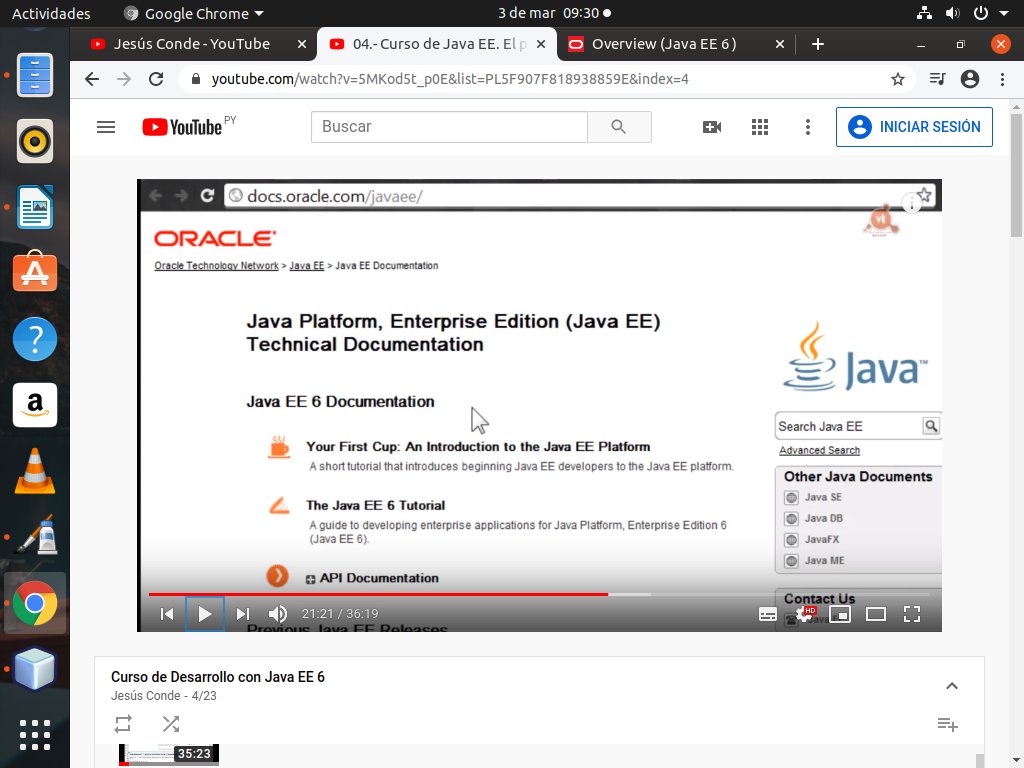 Actividades Google Chrome 3 de mar 09:30
Jesús Conde - YouTube 04.- Curso de Java EE. El p Overview (Java EE 6 )
youtube.com/watch?v=5MKod5t_p0E&list=PL5F907F818938859E&index=4
YouTube PY Buscar INICIAR SESIÓN
docs.oracle.com/javaee/
ORACLE
Oracle Technology Network > Java EE > Java EE Documentation
Java Platform, Enterprise Edition (Java EE)
Technical Documentation
Java
Java EE 6 Documentation
Search Java EE
Your First Cup: An Introduction to the Java EE Platform
Advanced Search
A short tutorial that introduces beginning Java EE developers to the Java EE platform.
Other Java Documents
Java SE
The Java EE 6 Tutorial
Java DB
A guide to developing enterprise applications for Java Platform, Enterprise Edition 6
(Java EE 6).
JavaFX
Java ME
API Documentation
Contact Us
21:21 / 36:19 HD
Previous Java EE Releases
Curso de Desarrollo con Java EE 6
Jesús Conde - 4/23
35:23